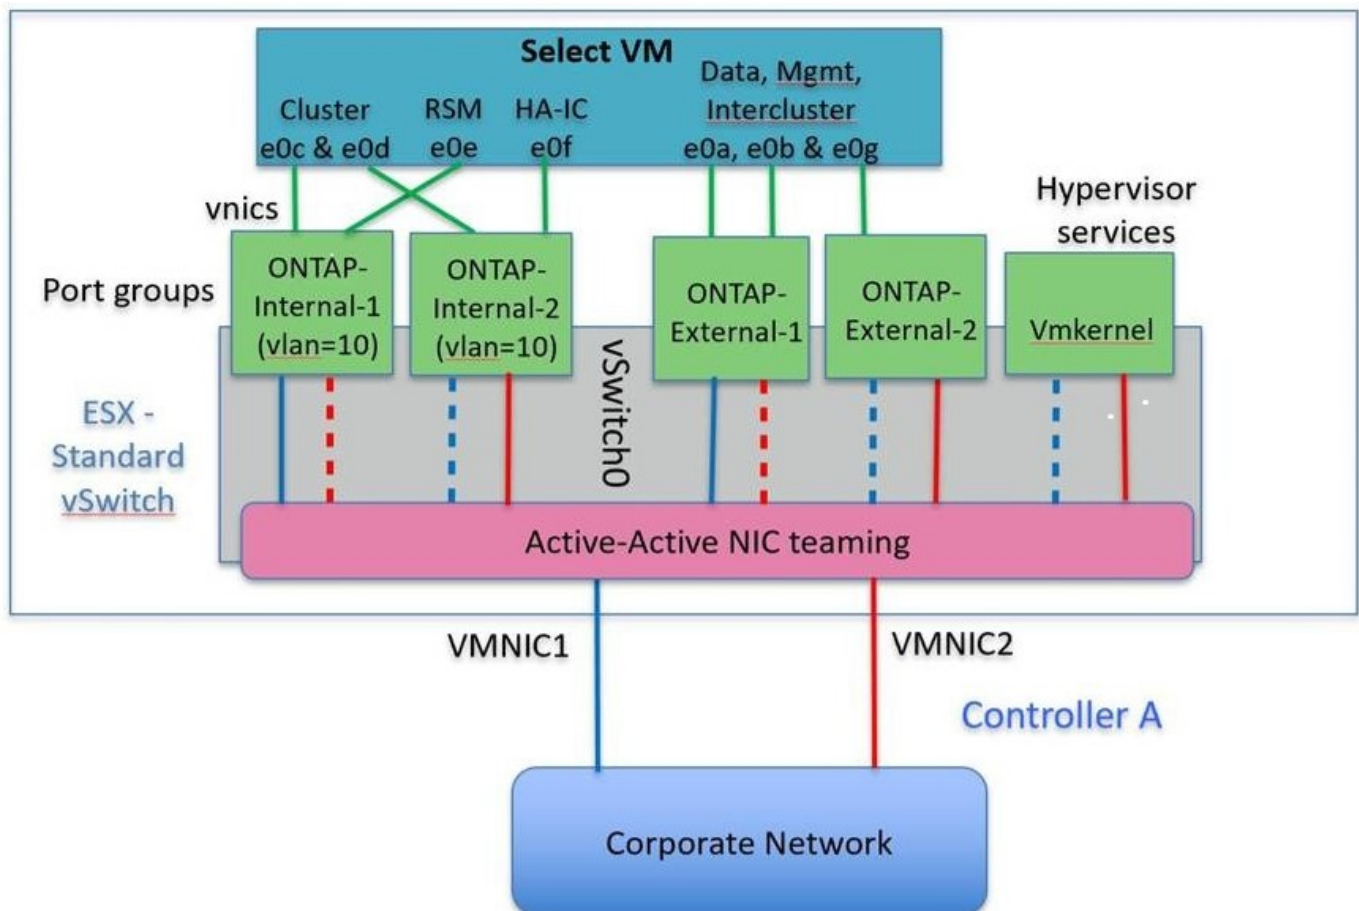 Select VM
Cluster
e0c & e0d
RSM
e0e
HA-IC
e0f
Data, Mgmt,
Intercluster
e0a, e0b & e0g
vnics
Hypervisor
services
Port groups
ONTAP-
Internal-1
(vlan=10)
ONTAP-
Internal-2
(vlan=10)
vSwitch0
ONTAP-
External-1
ONTAP-
External-2
Vmkernel
ESX -
Standard
vSwitch
Active-Active NIC teaming
VMNIC1
VMNIC2
Controller A
Corporate Network